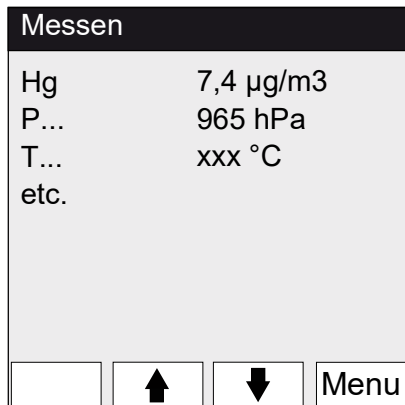 Messen
Hg 7,4 µg/m3
P... 965 hPa
T... xxx °C
etc.
Menu